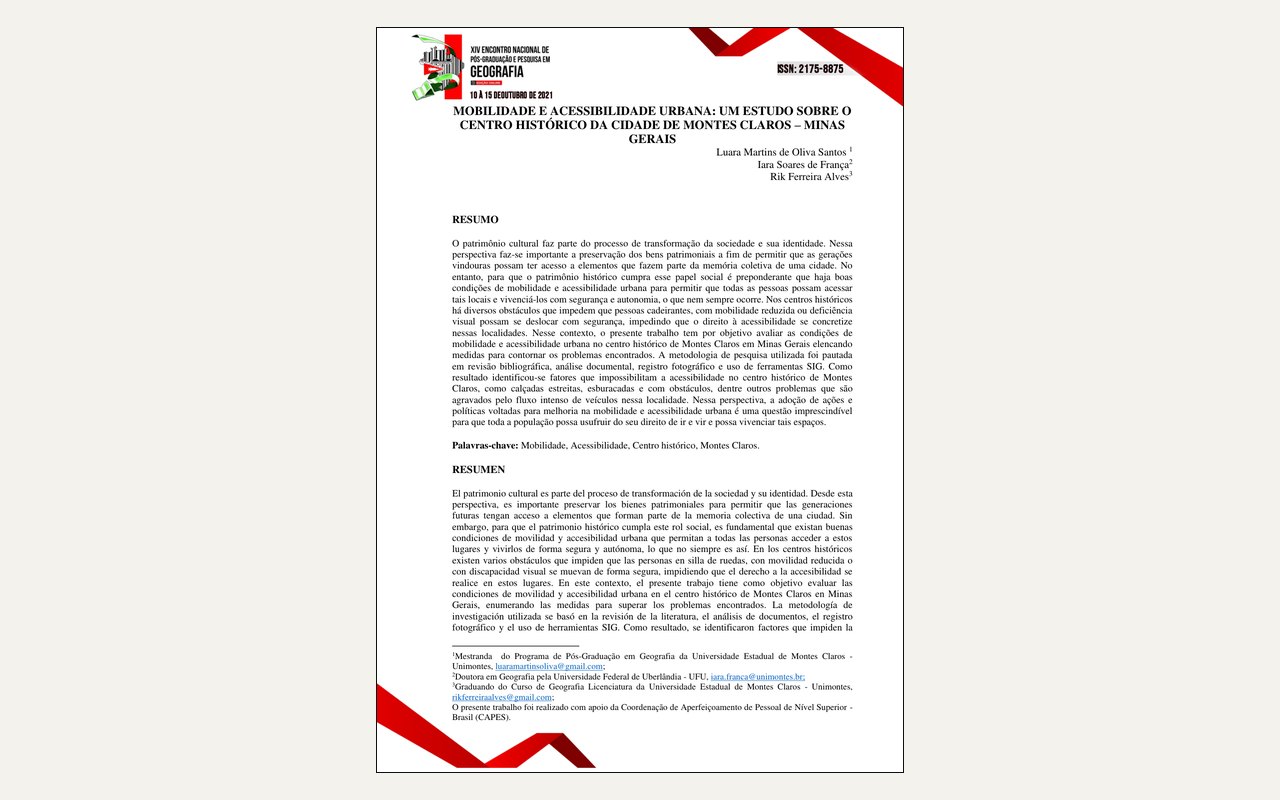 XIV ENCONTRO NACIONAL DE
PÓS-GRADUAÇÃO E PESQUISA EM
GEOGRAFIA
10 À 15 DEOUTUBRO DE 2021
ISSN: 2175-8875
MOBILIDADE E ACESSIBILIDADE URBANA: UM ESTUDO SOBRE O
CENTRO HISTÓRICO DA CIDADE DE MONTES CLAROS – MINAS
GERAIS
Luara Martins de Oliva Santos 1
Iara Soares de França2
Rik Ferreira Alves3
RESUMO
O patrimônio cultural faz parte do processo de transformação da sociedade e sua identidade. Nessa
perspectiva faz-se importante a preservação dos bens patrimoniais a fim de permitir que as gerações
vindouras possam ter acesso a elementos que fazem parte da memória coletiva de uma cidade. No
entanto, para que o patrimônio histórico cumpra esse papel social é preponderante que haja boas
condições de mobilidade e acessibilidade urbana para permitir que todas as pessoas possam acessar
tais locais e vivenciá-los com segurança e autonomia, o que nem sempre ocorre. Nos centros históricos
há diversos obstáculos que impedem que pessoas cadeirantes, com mobilidade reduzida ou deficiência
visual possam se deslocar com segurança, impedindo que o direito à acessibilidade se concretize
nessas localidades. Nesse contexto, o presente trabalho tem por objetivo avaliar as condições de
mobilidade e acessibilidade urbana no centro histórico de Montes Claros em Minas Gerais elencando
medidas para contornar os problemas encontrados. A metodologia de pesquisa utilizada foi pautada
em revisão bibliográfica, análise documental, registro fotográfico e uso de ferramentas SIG. Como
resultado identificou-se fatores que impossibilitam a acessibilidade no centro histórico de Montes
Claros, como calçadas estreitas, esburacadas e com obstáculos, dentre outros problemas que são
agravados pelo fluxo intenso de veículos nessa localidade. Nessa perspectiva, a adoção de ações e
políticas voltadas para melhoria na mobilidade e acessibilidade urbana é uma questão imprescindível
para que toda a população possa usufruir do seu direito de ir e vir e possa vivenciar tais espaços.
Palavras-chave: Mobilidade, Acessibilidade, Centro histórico, Montes Claros.
RESUMEN
El patrimonio cultural es parte del proceso de transformación de la sociedad y su identidad. Desde esta
perspectiva, es importante preservar los bienes patrimoniales para permitir que las generaciones
futuras tengan acceso a elementos que forman parte de la memoria colectiva de una ciudad. Sin
embargo, para que el patrimonio histórico cumpla este rol social, es fundamental que existan buenas
condiciones de movilidad y accesibilidad urbana que permitan a todas las personas acceder a estos
lugares y vivirlos de forma segura y autónoma, lo que no siempre es así. En los centros históricos
existen varios obstáculos que impiden que las personas en silla de ruedas, con movilidad reducida o
con discapacidad visual se muevan de forma segura, impidiendo que el derecho a la accesibilidad se
realice en estos lugares. En este contexto, el presente trabajo tiene como objetivo evaluar las
condiciones de movilidad y accesibilidad urbana en el centro histórico de Montes Claros en Minas
Gerais, enumerando las medidas para superar los problemas encontrados. La metodología de
investigación utilizada se basó en la revisión de la literatura, el análisis de documentos, el registro
fotográfico y el uso de herramientas SIG. Como resultado, se identificaron factores que impiden la
1Mestranda do Programa de Pós-Graduação em Geografia da Universidade Estadual de Montes Claros -
Unimontes, luaramartinsoliva@gmail.com;
2Doutora em Geografia pela Universidade Federal de Uberlândia - UFU, iara.franca@unimontes.br;
3Graduando do Curso de Geografia Licenciatura da Universidade Estadual de Montes Claros - Unimontes,
rikferreiraalves@gmail.com;
O presente trabalho foi realizado com apoio da Coordenação de Aperfeiçoamento de Pessoal de Nível Superior -
Brasil (CAPES).